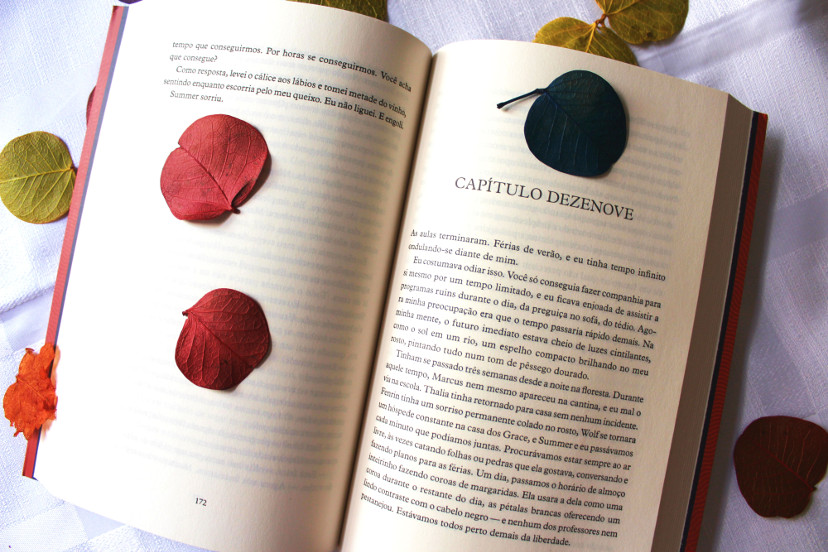 tempo que conseguirmos. Por horas se conseguirmos. Você acha
que consegue?
Como resposta, levei o cálice aos lábios e tomei metade do vinho,
sentindo enquanto escorria pelo meu queixo. Eu não liguei. E engoli.
Summer sorriu.
172
CAPÍTULO DEZENOVE
As aulas terminaram. Férias de verão, e eu tinha tempo infinito
ondulando-se diante de mim.
Eu costumava odiar isso. Você só conseguia fazer companhia para
si mesmo por um tempo limitado, e eu ficava enjoada de assistir a
programas ruins durante o dia, da preguiça no sofá, do tédio. Ago-
ra minha preocupação era que o tempo passaria rápido demais. Na
minha mente, o futuro imediato estava cheio de luzes cintilantes,
como o sol em um rio, um espelho compacto brilhando no meu
rosto, pintando tudo num tom de pêssego dourado.
Tinham se passado três semanas desde a noite na floresta. Durante
aquele tempo, Marcus nem mesmo apareceu na cantina, e eu mal o
via na escola. Thalia tinha retornado para casa sem nenhum incidente.
Fenn tinha um sorriso permanente colado no rosto, Wolf se tornara
um hóspede constante na casa dos Grace, e Summer e eu passávamos
cada minuto que podíamos juntas. Procurávamos estar sempre ao ar
livre, às vezes catando folhas ou pedras que ela gostava, conversando e
fazendo planos para as férias. Um dia, passamos o horário de almoço
inteirinho fazendo coroas de margaridas. Ela usara a dela como uma
coroa durante o restante do dia, as pétalas brancas oferecendo um
lindo contraste com o cabelo negro — e nenhum dos professores nem
pestanejou. Estávamos todos perto demais da liberdade.